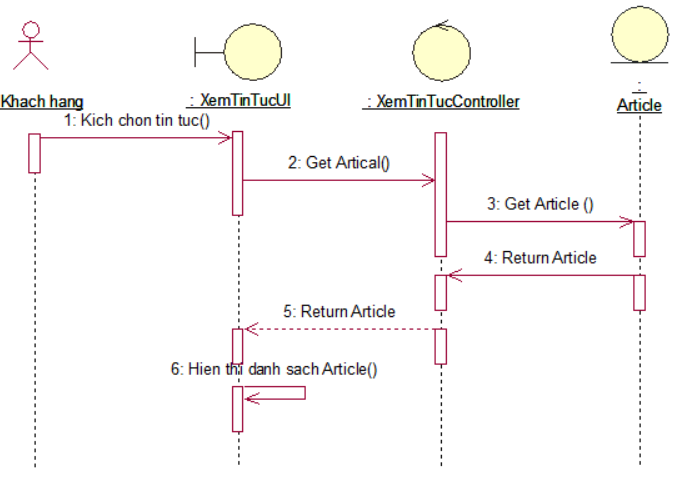 Khach hang
: XemTinTucUI
: XemTinTucController
:
Article
1: Kich chon tin tuc()
2: Get Artical()
3: Get Article ()
4: Return Article
5: Return Article
6: Hien thi danh sach Article()